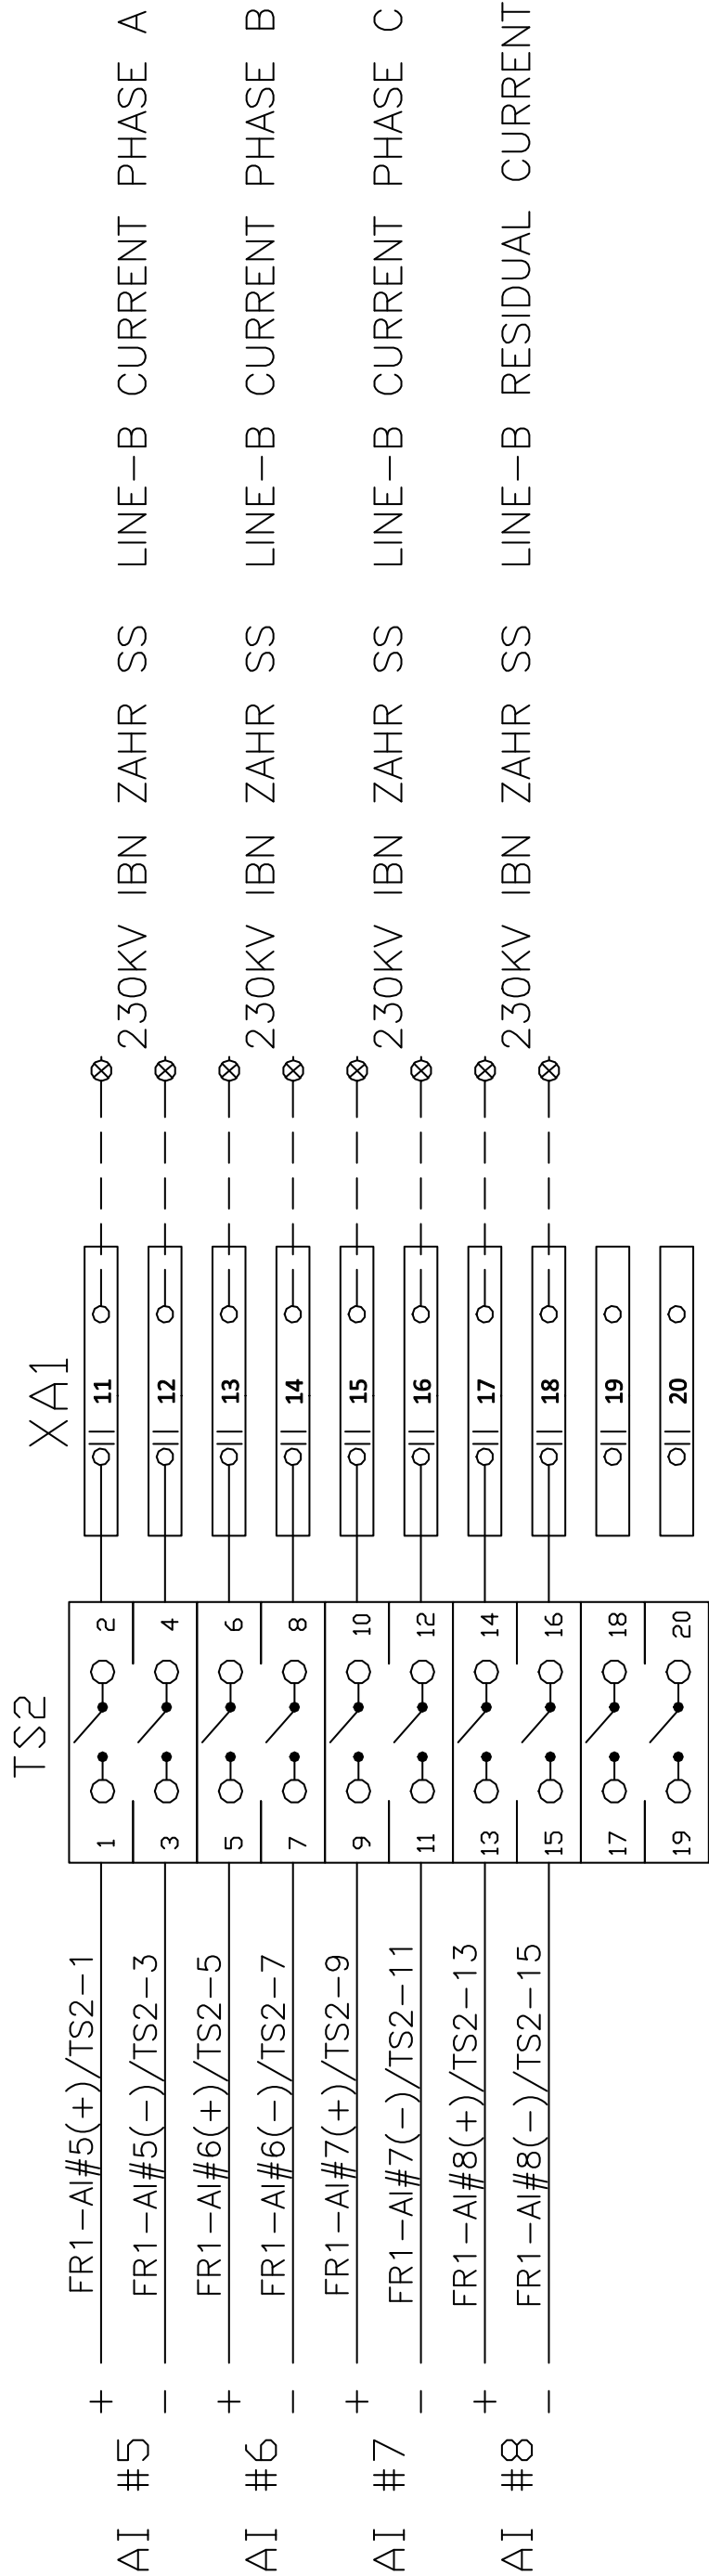 TS2
XA1
AI #5
+
FR1-AI#5(+)/TS2-1
1
2
11
-
FR1-AI#5(-)/TS2-3
3
4
12
230KV IBN ZAHR SS LINE-B CURRENT PHASE A
AI #6
+
FR1-AI#6(+)/TS2-5
5
6
13
-
FR1-AI#6(-)/TS2-7
7
8
14
230KV IBN ZAHR SS LINE-B CURRENT PHASE B
AI #7
+
FR1-AI#7(+)/TS2-9
9
10
15
-
FR1-AI#7(-)/TS2-11
11
12
16
230KV IBN ZAHR SS LINE-B CURRENT PHASE C
AI #8
+
FR1-AI#8(+)/TS2-13
13
14
17
-
FR1-AI#8(-)/TS2-15
15
16
18
230KV IBN ZAHR SS LINE-B RESIDUAL CURRENT
17
18
19
19
20
20